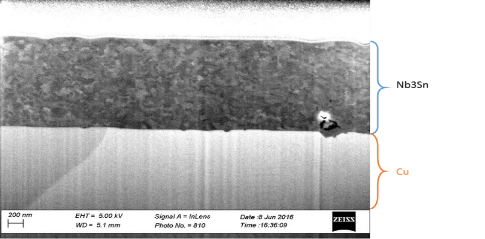 Nb3Sn
Cu
200 nm
EHT = 5.00 kV
Signal A = InLens
Date :8 Jun 2016
ZEISS
WD = 5.1 mm
Photo No. = 810
Time :16:36:09